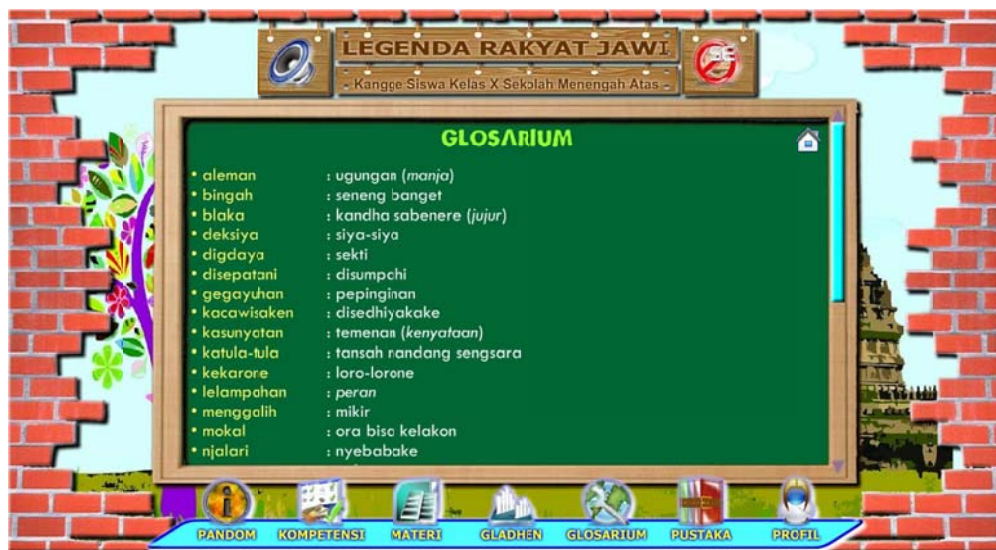 LEGENDA RAKYAT JAWI
Kangge Siswa Kelas X Sekolah Menengah Atas
GLOSARIUM
• aleman : ugungan (manja)
• bingah : seneng banget
• blaka : kandha sabenere (jujur)
• deksiya : siya-siya
• digdaya : sekti
• disepatani : disumpahi
• gegayuhan : pepinginan
• kacawisaken : disedhiyakake
• kasunyatan : temenan (kenyataan)
• katula-tula : tansah nandang sengsara
• kekarone : loro-lorone
• lelampahan : peran
• menggalih : mikir
• mokal : ora bisa kelakon
• njalari : nyebabake
PANDOM KOMPETENSI MATERI GLADHEN GLOSARIUM PUSTAKA PROFIL